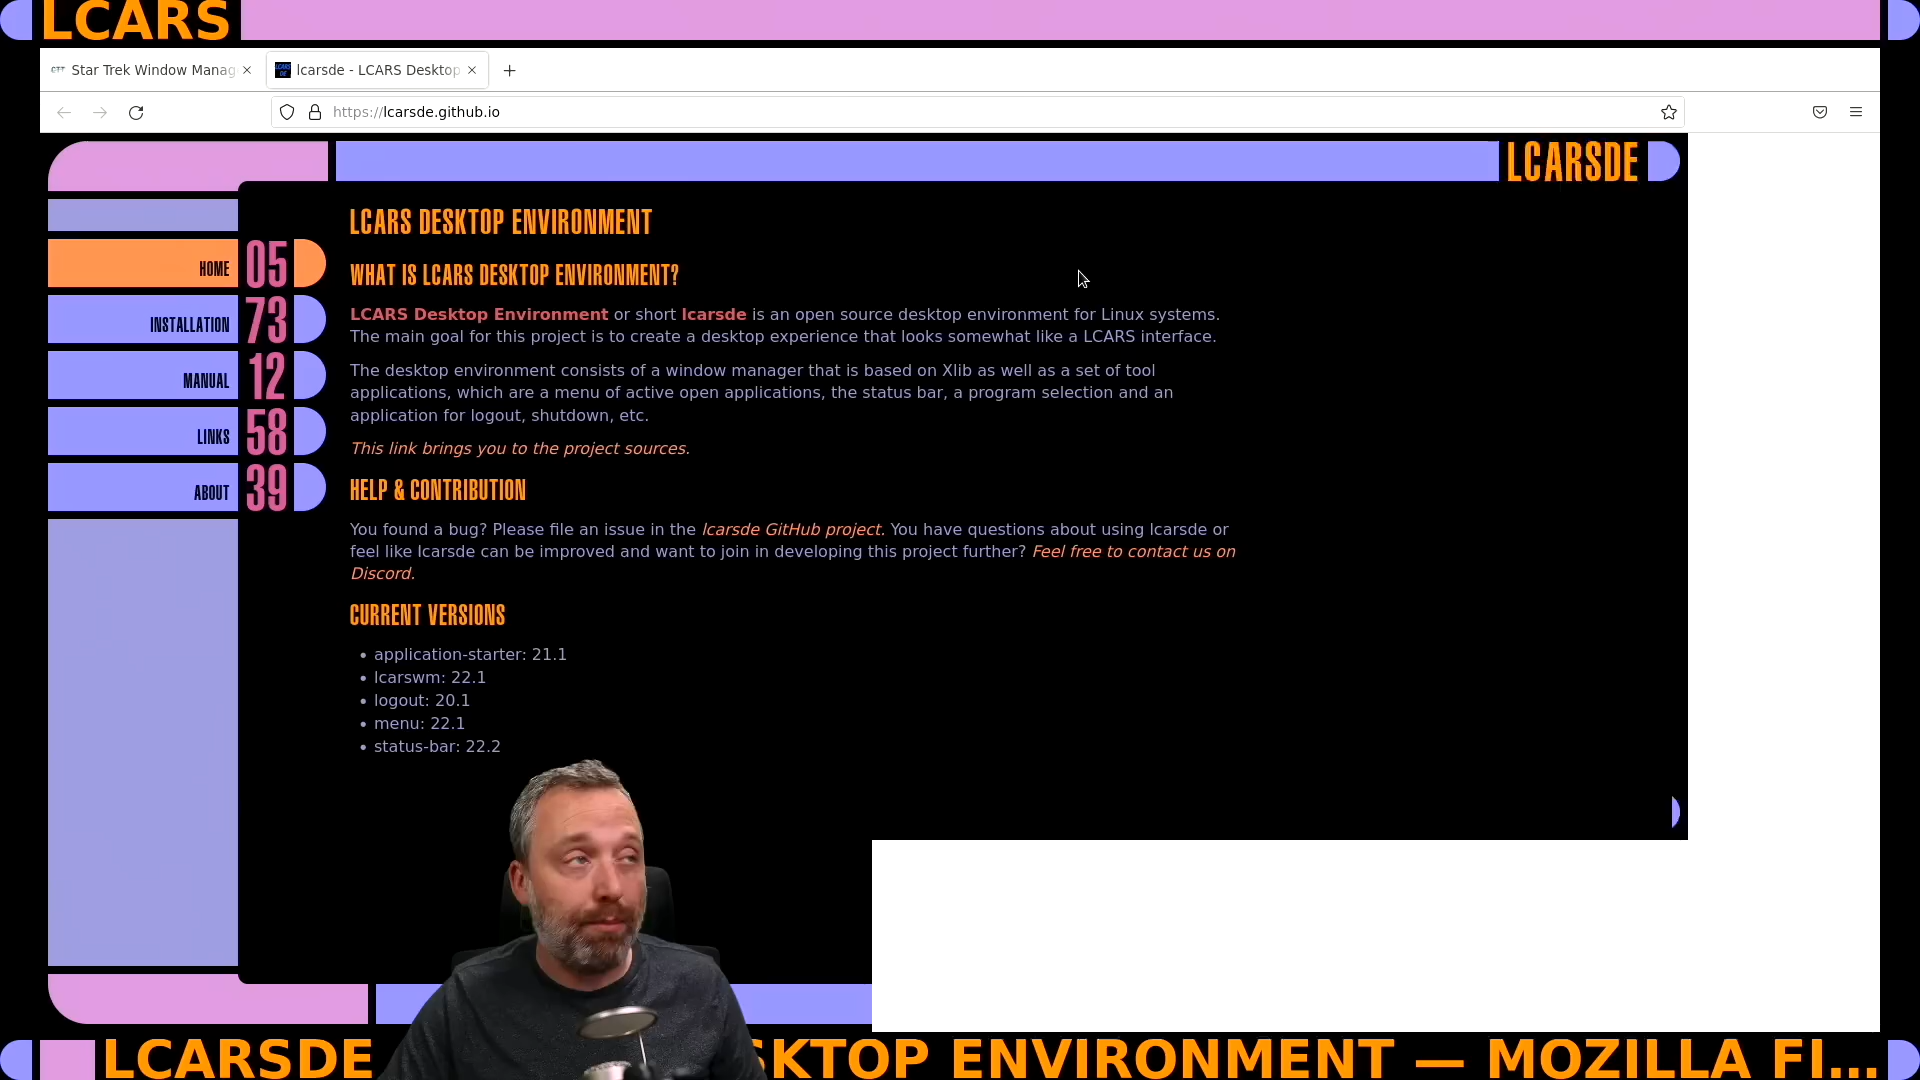 LCARS
Star Trek Window Manag
lcarsde - LCARS Desktop
https://lcarsde.github.io
LCARSDE
LCARS DESKTOP ENVIRONMENT
HOME 05
WHAT IS LCARS DESKTOP ENVIRONMENT?
INSTALLATION 73
LCARS Desktop Environment or short lcarsde is an open source desktop environment for Linux systems.
The main goal for this project is to create a desktop experience that looks somewhat like a LCARS interface.
MANUAL 12
The desktop environment consists of a window manager that is based on Xlib as well as a set of tool
applications, which are a menu of active open applications, the status bar, a program selection and an
application for logout, shutdown, etc.
LINKS 58
This link brings you to the project sources.
ABOUT 39
HELP & CONTRIBUTION
You found a bug? Please file an issue in the lcarsde GitHub project. You have questions about using lcarsde or
feel like lcarsde can be improved and want to join in developing this project further? Feel free to contact us on
Discord.
CURRENT VERSIONS
• application-starter: 21.1
• lcarswm: 22.1
• logout: 20.1
• menu: 22.1
• status-bar: 22.2
LCARSDE SKTOP ENVIRONMENT — MOZILLA FI...